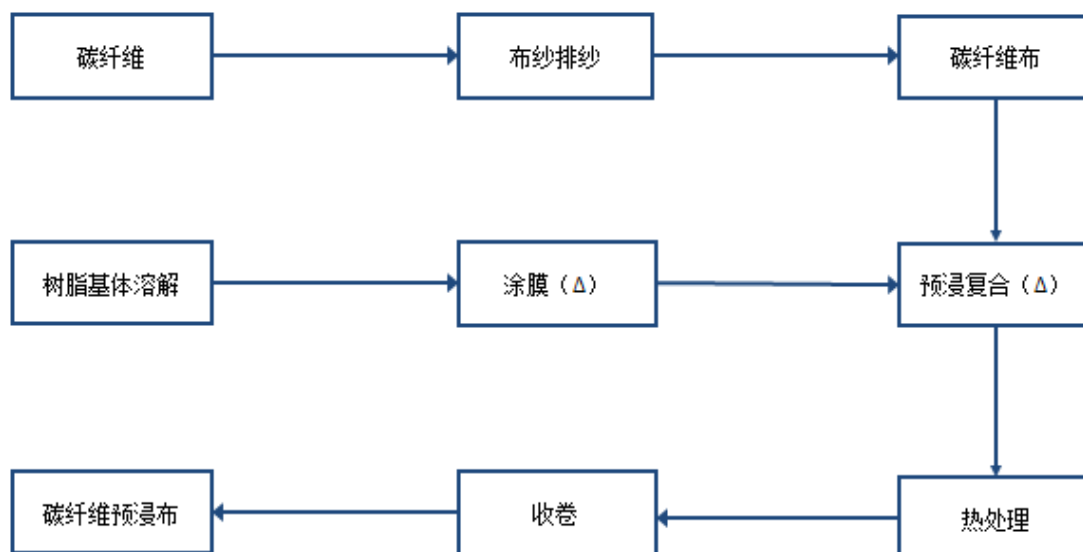 碳纤维
布纱排纱
碳纤维布
树脂基体溶解
涂膜（Δ）
预浸复合（Δ）
碳纤维预浸布
收卷
热处理